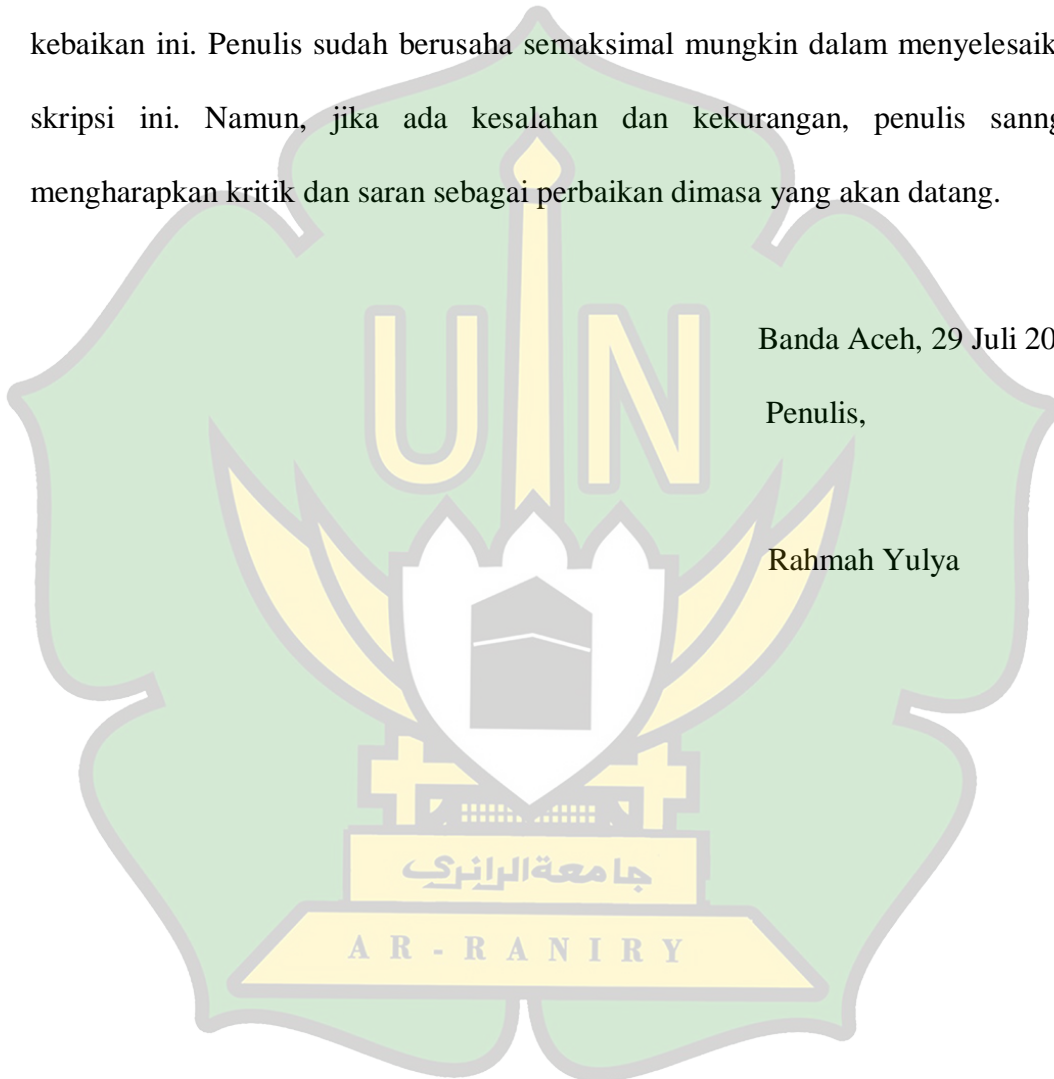 kebaikan ini. Penulis sudah berusaha semaksimal mungkin dalam menyelesaik
skripsi ini. Namun, jika ada kesalahan dan kekurangan, penulis sanng
mengharapkan kritik dan saran sebagai perbaikan dimasa yang akan datang.
Banda Aceh, 29 Juli 20
Penulis,
Rahmah Yulya
UIN
جامعةالرانري
AR-RANIRY